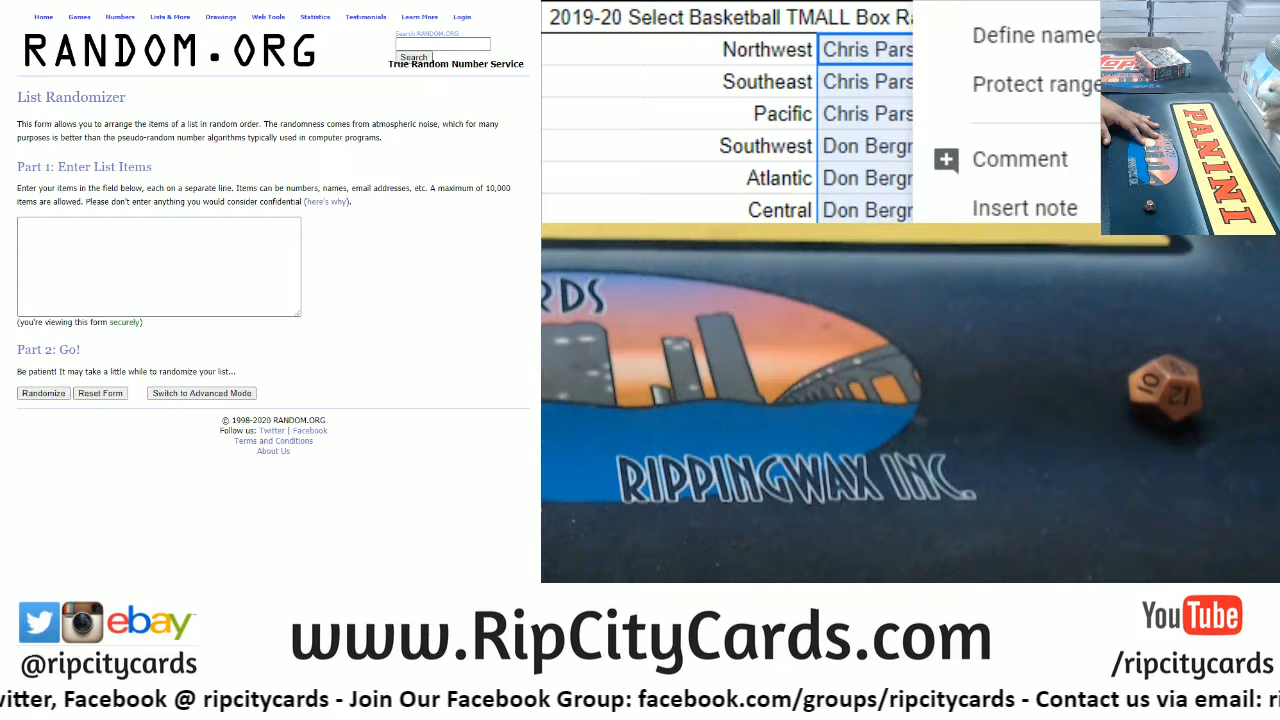 Home Games Numbers Lists & More Drawings Web Tools Statistics Testimonials Learn More Login
RANDOM.ORG
Search RANDOM.ORG
Search
True Random Number Service
List Randomizer
This form allows you to arrange the items of a list in random order. The randomness comes from atmospheric noise, which for many
purposes is better than the pseudo-random number algorithms typically used in computer programs.
Part 1: Enter List Items
Enter your items in the field below, each on a separate line. Items can be numbers, names, email addresses, etc. A maximum of 10,000
items are allowed. Please don't enter anything you would consider confidential (here's why).
(you're viewing this form securely)
Part 2: Go!
Be patient! It may take a little while to randomize your list...
Randomize Reset Form Switch to Advanced Mode
© 1998-2020 RANDOM.ORG
Follow us: Twitter | Facebook
Terms and Conditions
About Us
2019-20 Select Basketball TMALL Box Ra
Northwest Chris Pars
Southeast Chris Pars
Pacific Chris Pars
Southwest Don Bergr
Atlantic Don Bergr
Central Don Bergr
Define named
Protect range
Comment
Insert note
PANINI
RDS
RIPPINGWAX INC.
10
12
ebay
@ripcitycards
www.RipCityCards.com
YouTube
/ripcitycards
witter, Facebook @ ripcitycards - Join Our Facebook Group: facebook.com/groups/ripcitycards - Contact us via email: ri